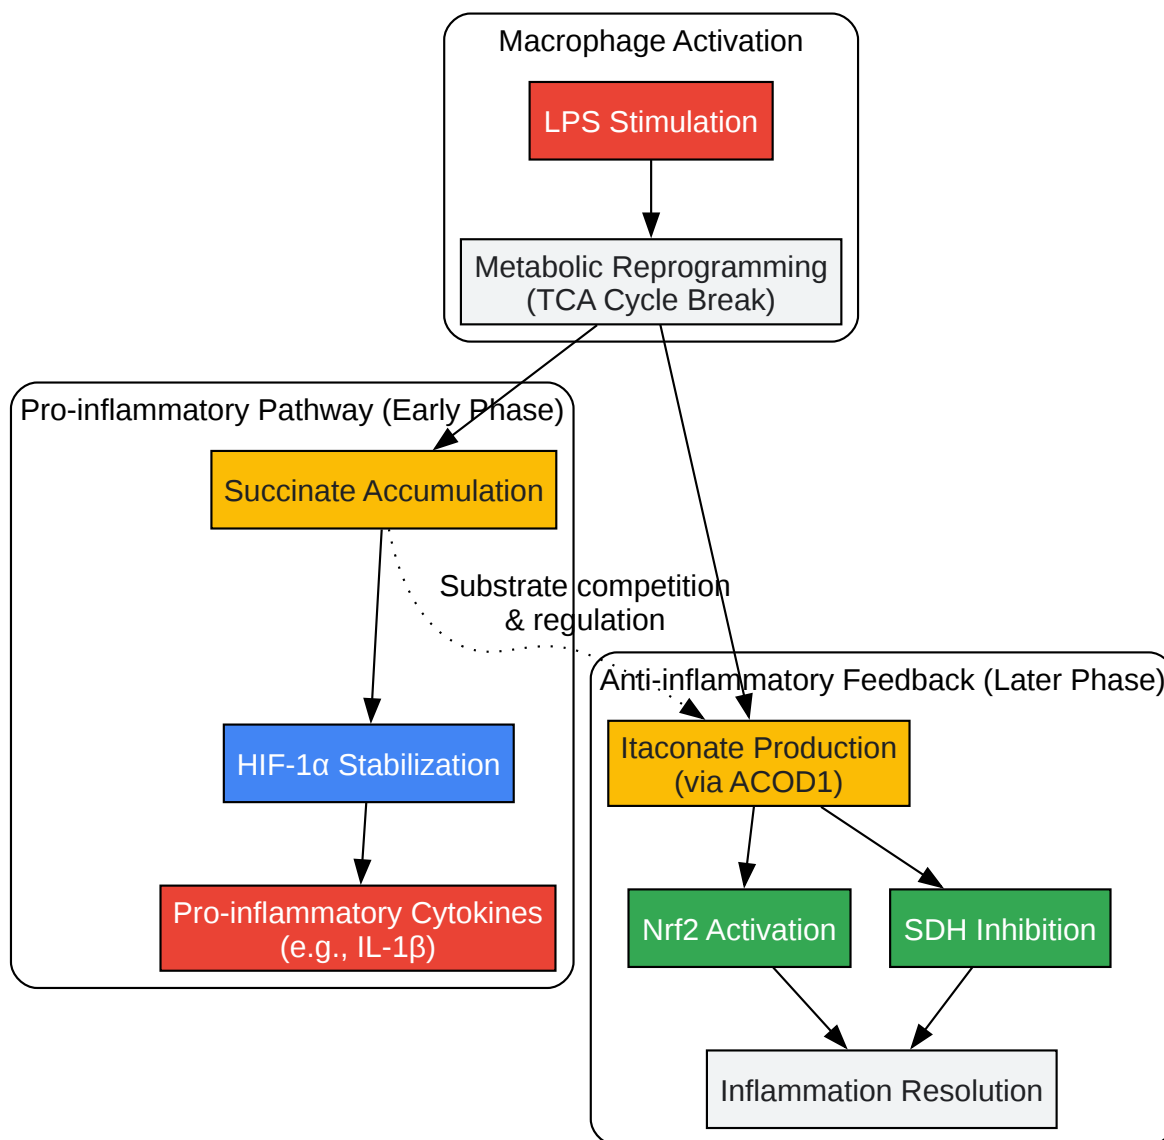 Macrophage Activation
LPS Stimulation
Metabolic Reprogramming
(TCA Cycle Break)
Pro-inflammatory Pathway (Early Phase)
Succinate Accumulation
Substrate competition
& regulation
Anti-inflammatory Feedback (Later Phase)
HIF-1α Stabilization
Itaconate Production
(via ACOD1)
Pro-inflammatory Cytokines
(e.g., IL-1β)
Nrf2 Activation
SDH Inhibition
Inflammation Resolution